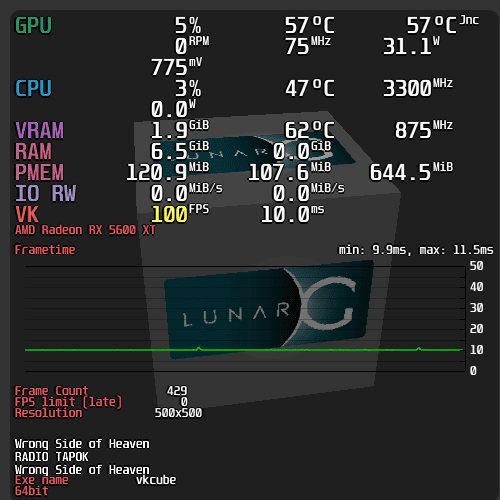 GPU 5% 57°C 57°C Jnc
0 RPM 75 MHz 31.1 W
775 mV
CPU 3% 47°C 3300 MHz
0.0 W
VRAM 1.9 GiB 62°C 875 MHz
RAM 6.5 GiB 0.0 GiB
PMEM 120.9 MiB 107.6 MiB 644.5 MiB
IO RW 0.0 MiB/s 0.0 MiB/s
VK 100 FPS 10.0 ms
AMD Radeon RX 5600 XT
Frametime min: 9.9ms, max: 11.5ms
50
40
30
20
10
0
LUNARG
LUNARG
Frame Count 429
FPS limit (late) 0
Resolution 500x500
Wrong Side of Heaven
RADIO TAPOK
Wrong Side of Heaven
Exe name vkcube
64bit